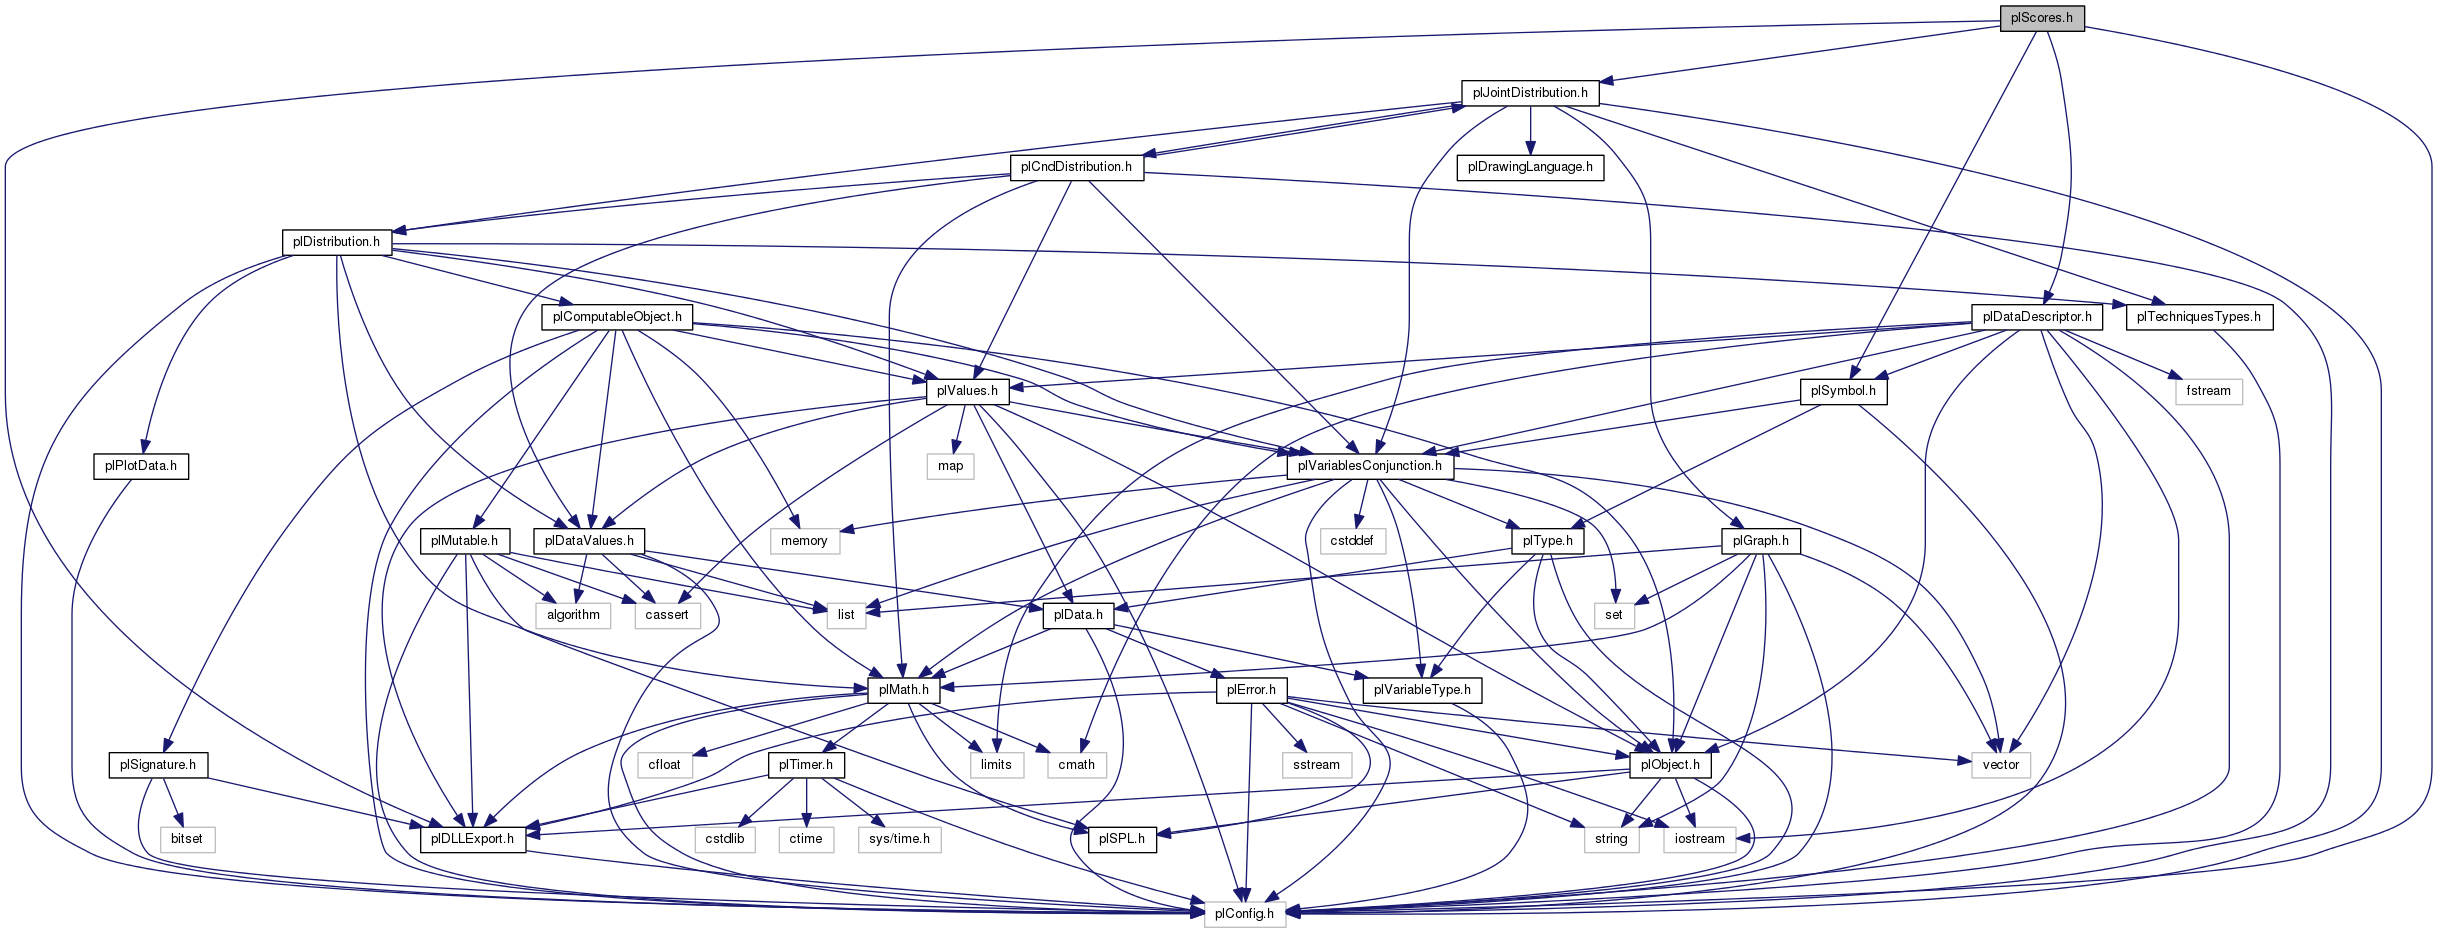 plScores.h
plJointDistribution.h
plCndDistribution.h
plDrawingLanguage.h
plDistribution.h
plComputableObject.h
plDataDescriptor.h
plTechniquesTypes.h
plValues.h
plSymbol.h
fstream
plPlotData.h
map
plVariablesConjunction.h
plMutable.h
plDataValues.h
memory
cstddef
plType.h
plGraph.h
algorithm
cassert
list
plData.h
set
plMath.h
plError.h
plVariableType.h
plSignature.h
cfloat
plTimer.h
limits
cmath
sstream
plObject.h
vector
bitset
plDLLExport.h
cstdlib
ctime
sys/time.h
plSPL.h
string
iostream
plConfig.h